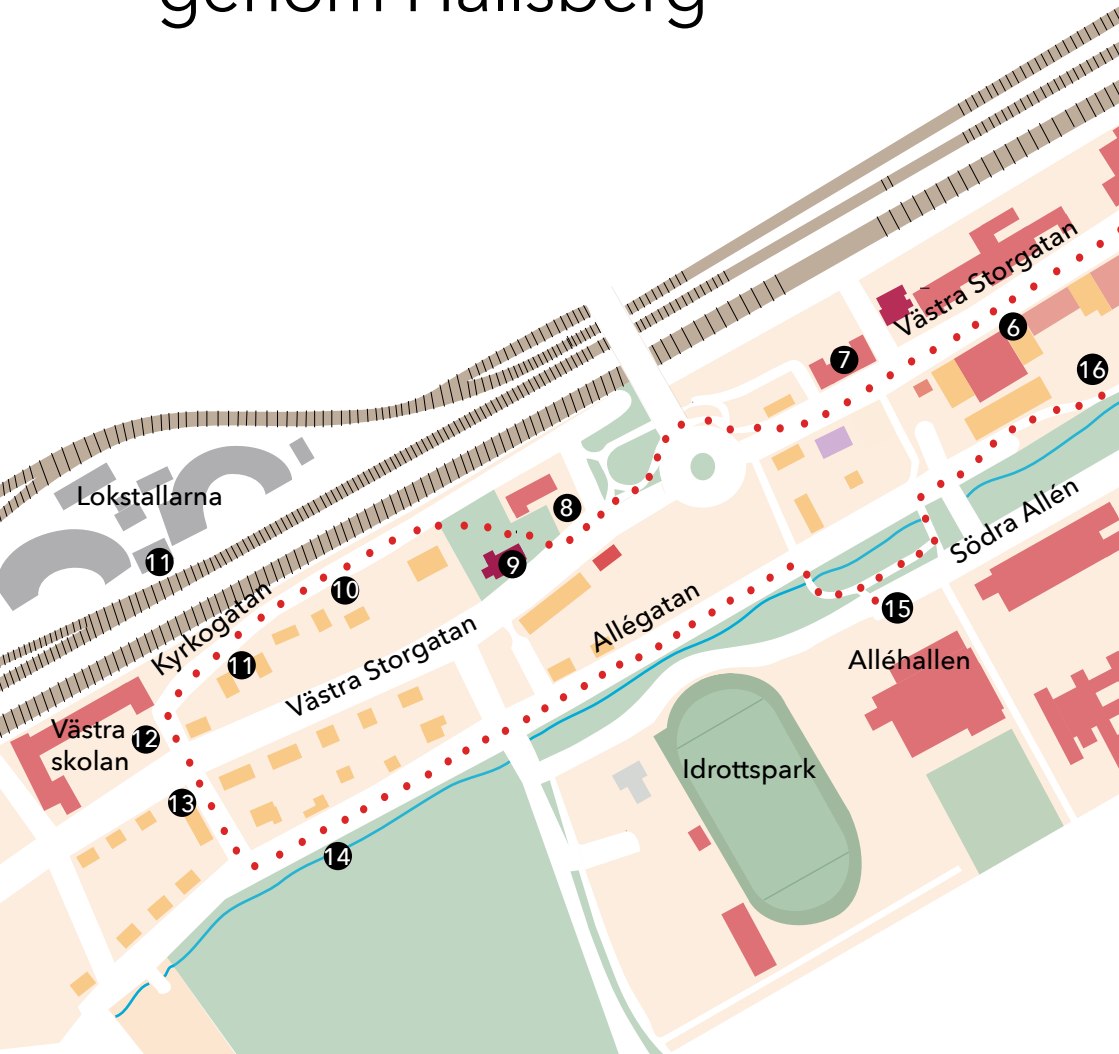 genom Hallsberg
Västra Storgatan
6
7
16
Lokstallarna
8
11
9
10
Södra Allén
Kyrkogatan
Allégatan
15
11
Västra Storgatan
Alléhallen
Västra
skolan
12
Idrottspark
13
14